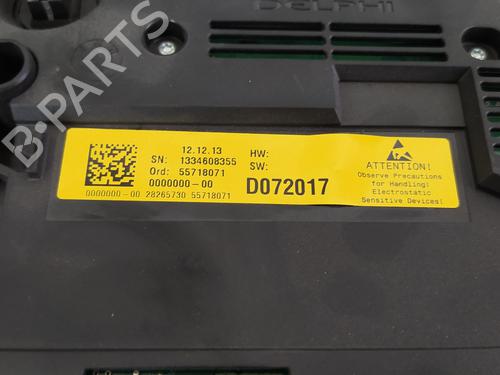 DELPHI
12.12.13
HW:
SN: 1334608355
SW:
Ord: 55718071
0000000-00
D072017
0000000-00 28265730 55718071
ATTENTION!
Observe Precautions
for Handling!
Electrostatic
Sensitive Devices!
B-Parts